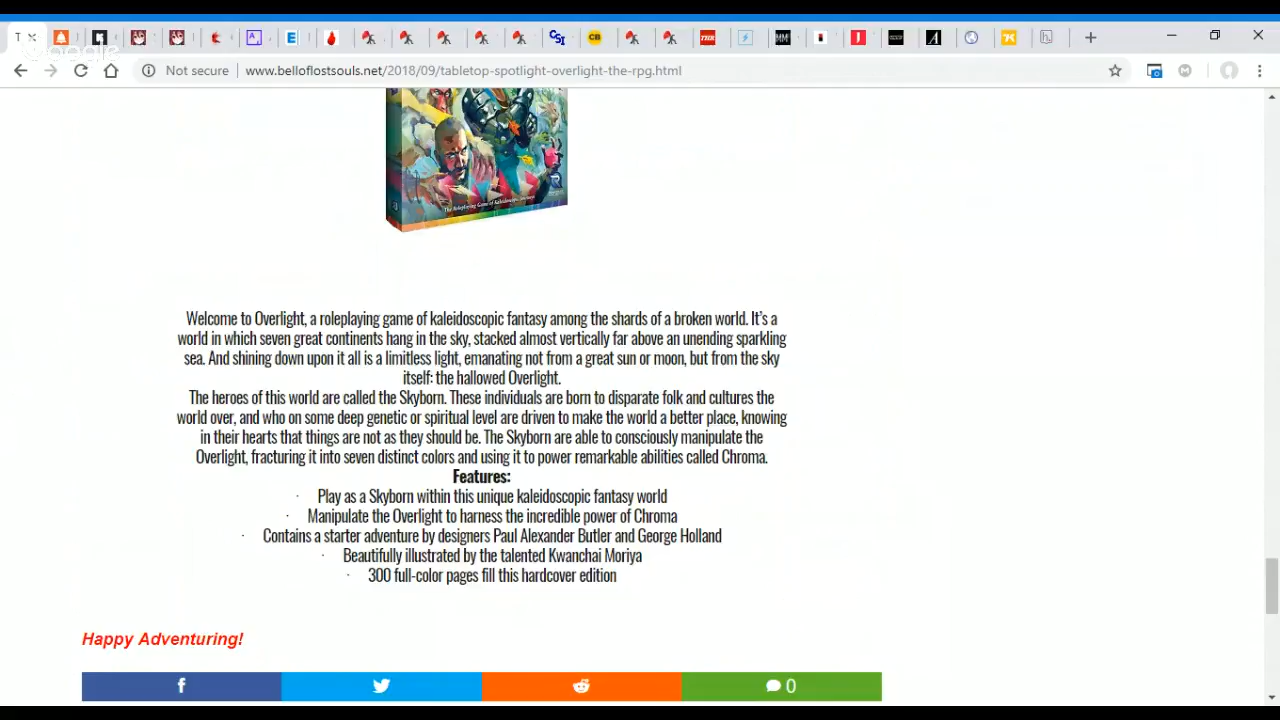 Not secure
www.belloflostsouls.net/2018/09/tabletop-spotlight-overlight-the-rpg.html
The Roleplaying Game of Kaleidoscopic Journeys
Welcome to Overlight, a roleplaying game of kaleidoscopic fantasy among the shards of a broken world. It's a
world in which seven great continents hang in the sky, stacked almost vertically far above an unending sparkling
sea. And shining down upon it all is a limitless light, emanating not from a great sun or moon, but from the sky
itself: the hallowed Overlight.
The heroes of this world are called the Skyborn. These individuals are born to disparate folk and cultures the
world over, and who on some deep genetic or spiritual level are driven to make the world a better place, knowing
in their hearts that things are not as they should be. The Skyborn are able to consciously manipulate the
Overlight, fracturing it into seven distinct colors and using it to power remarkable abilities called Chroma.
Features:
· Play as a Skyborn within this unique kaleidoscopic fantasy world
· Manipulate the Overlight to harness the incredible power of Chroma
· Contains a starter adventure by designers Paul Alexander Butler and George Holland
· Beautifully illustrated by the talented Kwanchai Moriya
· 300 full-color pages fill this hardcover edition
Happy Adventuring!
0